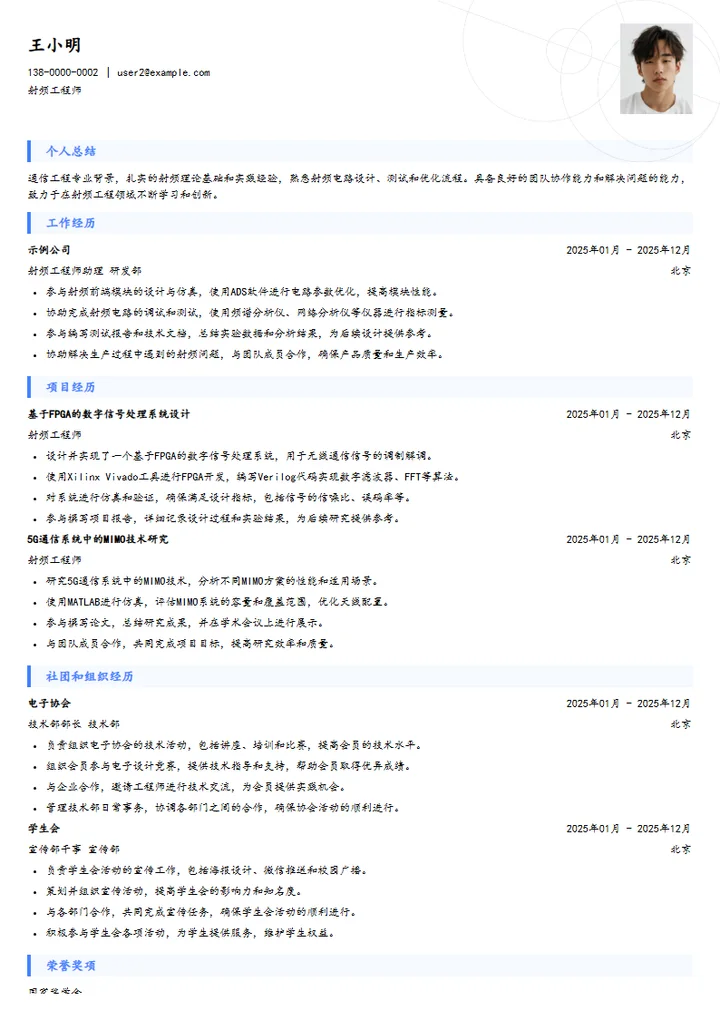 王小明
138-0000-0002 | user2@example.com
射频工程师
个人总结
通信工程专业背景，扎实的射频理论基础和实践经验，熟悉射频电路设计、测试和优化流程。具备良好的团队协作能力和解决问题的能力，
致力于在射频工程领域不断学习和创新。
工作经历
示例公司 2025年01月 - 2025年12月
射频工程师助理 研发部 北京
• 参与射频前端模块的设计与仿真，使用ADS软件进行电路参数优化，提高模块性能。
• 协助完成射频电路的调试和测试，使用频谱分析仪、网络分析仪等仪器进行指标测量。
• 参与编写测试报告和技术文档，总结实验数据和分析结果，为后续设计提供参考。
• 协助解决生产过程中遇到的射频问题，与团队成员合作，确保产品质量和生产效率。
项目经历
基于FPGA的数字信号处理系统设计 2025年01月 - 2025年12月
射频工程师 北京
• 设计并实现了一个基于FPGA的数字信号处理系统，用于无线通信信号的调制解调。
• 使用Xilinx Vivado工具进行FPGA开发，编写Verilog代码实现数字滤波器、FFT等算法。
• 对系统进行仿真和验证，确保满足设计指标，包括信号的信噪比、误码率等。
• 参与撰写项目报告，详细记录设计过程和实验结果，为后续研究提供参考。
5G通信系统中的MIMO技术研究 2025年01月 - 2025年12月
射频工程师 北京
• 研究5G通信系统中的MIMO技术，分析不同MIMO方案的性能和适用场景。
• 使用MATLAB进行仿真，评估MIMO系统的容量和覆盖范围，优化天线配置。
• 参与撰写论文，总结研究成果，并在学术会议上进行展示。
• 与团队成员合作，共同完成项目目标，提高研究效率和质量。
社团和组织经历
电子协会 2025年01月 - 2025年12月
技术部部长 技术部 北京
• 负责组织电子协会的技术活动，包括讲座、培训和比赛，提高会员的技术水平。
• 组织会员参与电子设计竞赛，提供技术指导和支持，帮助会员取得优异成绩。
• 与企业合作，邀请工程师进行技术交流，为会员提供实践机会。
• 管理技术部日常事务，协调各部门之间的合作，确保协会活动的顺利进行。
学生会 2025年01月 - 2025年12月
宣传部干事 宣传部 北京
• 负责学生会活动的宣传工作，包括海报设计、微信推送和校园广播。
• 策划并组织宣传活动，提高学生会的影响力和知名度。
• 与各部门合作，共同完成宣传任务，确保学生会活动的顺利进行。
• 积极参与学生会各项活动，为学生提供服务，维护学生权益。
荣誉奖项